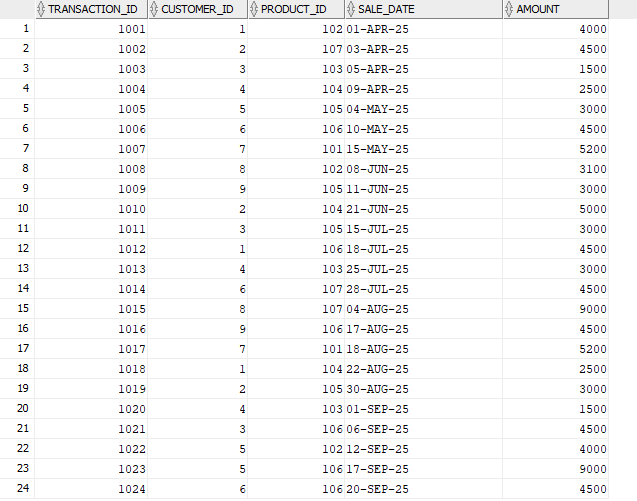 TRANSACTION_ID CUSTOMER_ID PRODUCT_ID SALE_DATE AMOUNT
1 1001 1 102 01-APR-25 4000
2 1002 2 107 03-APR-25 4500
3 1003 3 103 05-APR-25 1500
4 1004 4 104 09-APR-25 2500
5 1005 5 105 04-MAY-25 3000
6 1006 6 106 10-MAY-25 4500
7 1007 7 101 15-MAY-25 5200
8 1008 8 102 08-JUN-25 3100
9 1009 9 105 11-JUN-25 3000
10 1010 2 104 21-JUN-25 5000
11 1011 3 105 15-JUL-25 3000
12 1012 1 106 18-JUL-25 4500
13 1013 4 103 25-JUL-25 3000
14 1014 6 107 28-JUL-25 4500
15 1015 8 107 04-AUG-25 9000
16 1016 9 106 17-AUG-25 4500
17 1017 7 101 18-AUG-25 5200
18 1018 1 104 22-AUG-25 2500
19 1019 2 105 30-AUG-25 3000
20 1020 4 103 01-SEP-25 1500
21 1021 3 106 06-SEP-25 4500
22 1022 5 102 12-SEP-25 4000
23 1023 5 106 17-SEP-25 9000
24 1024 6 106 20-SEP-25 4500